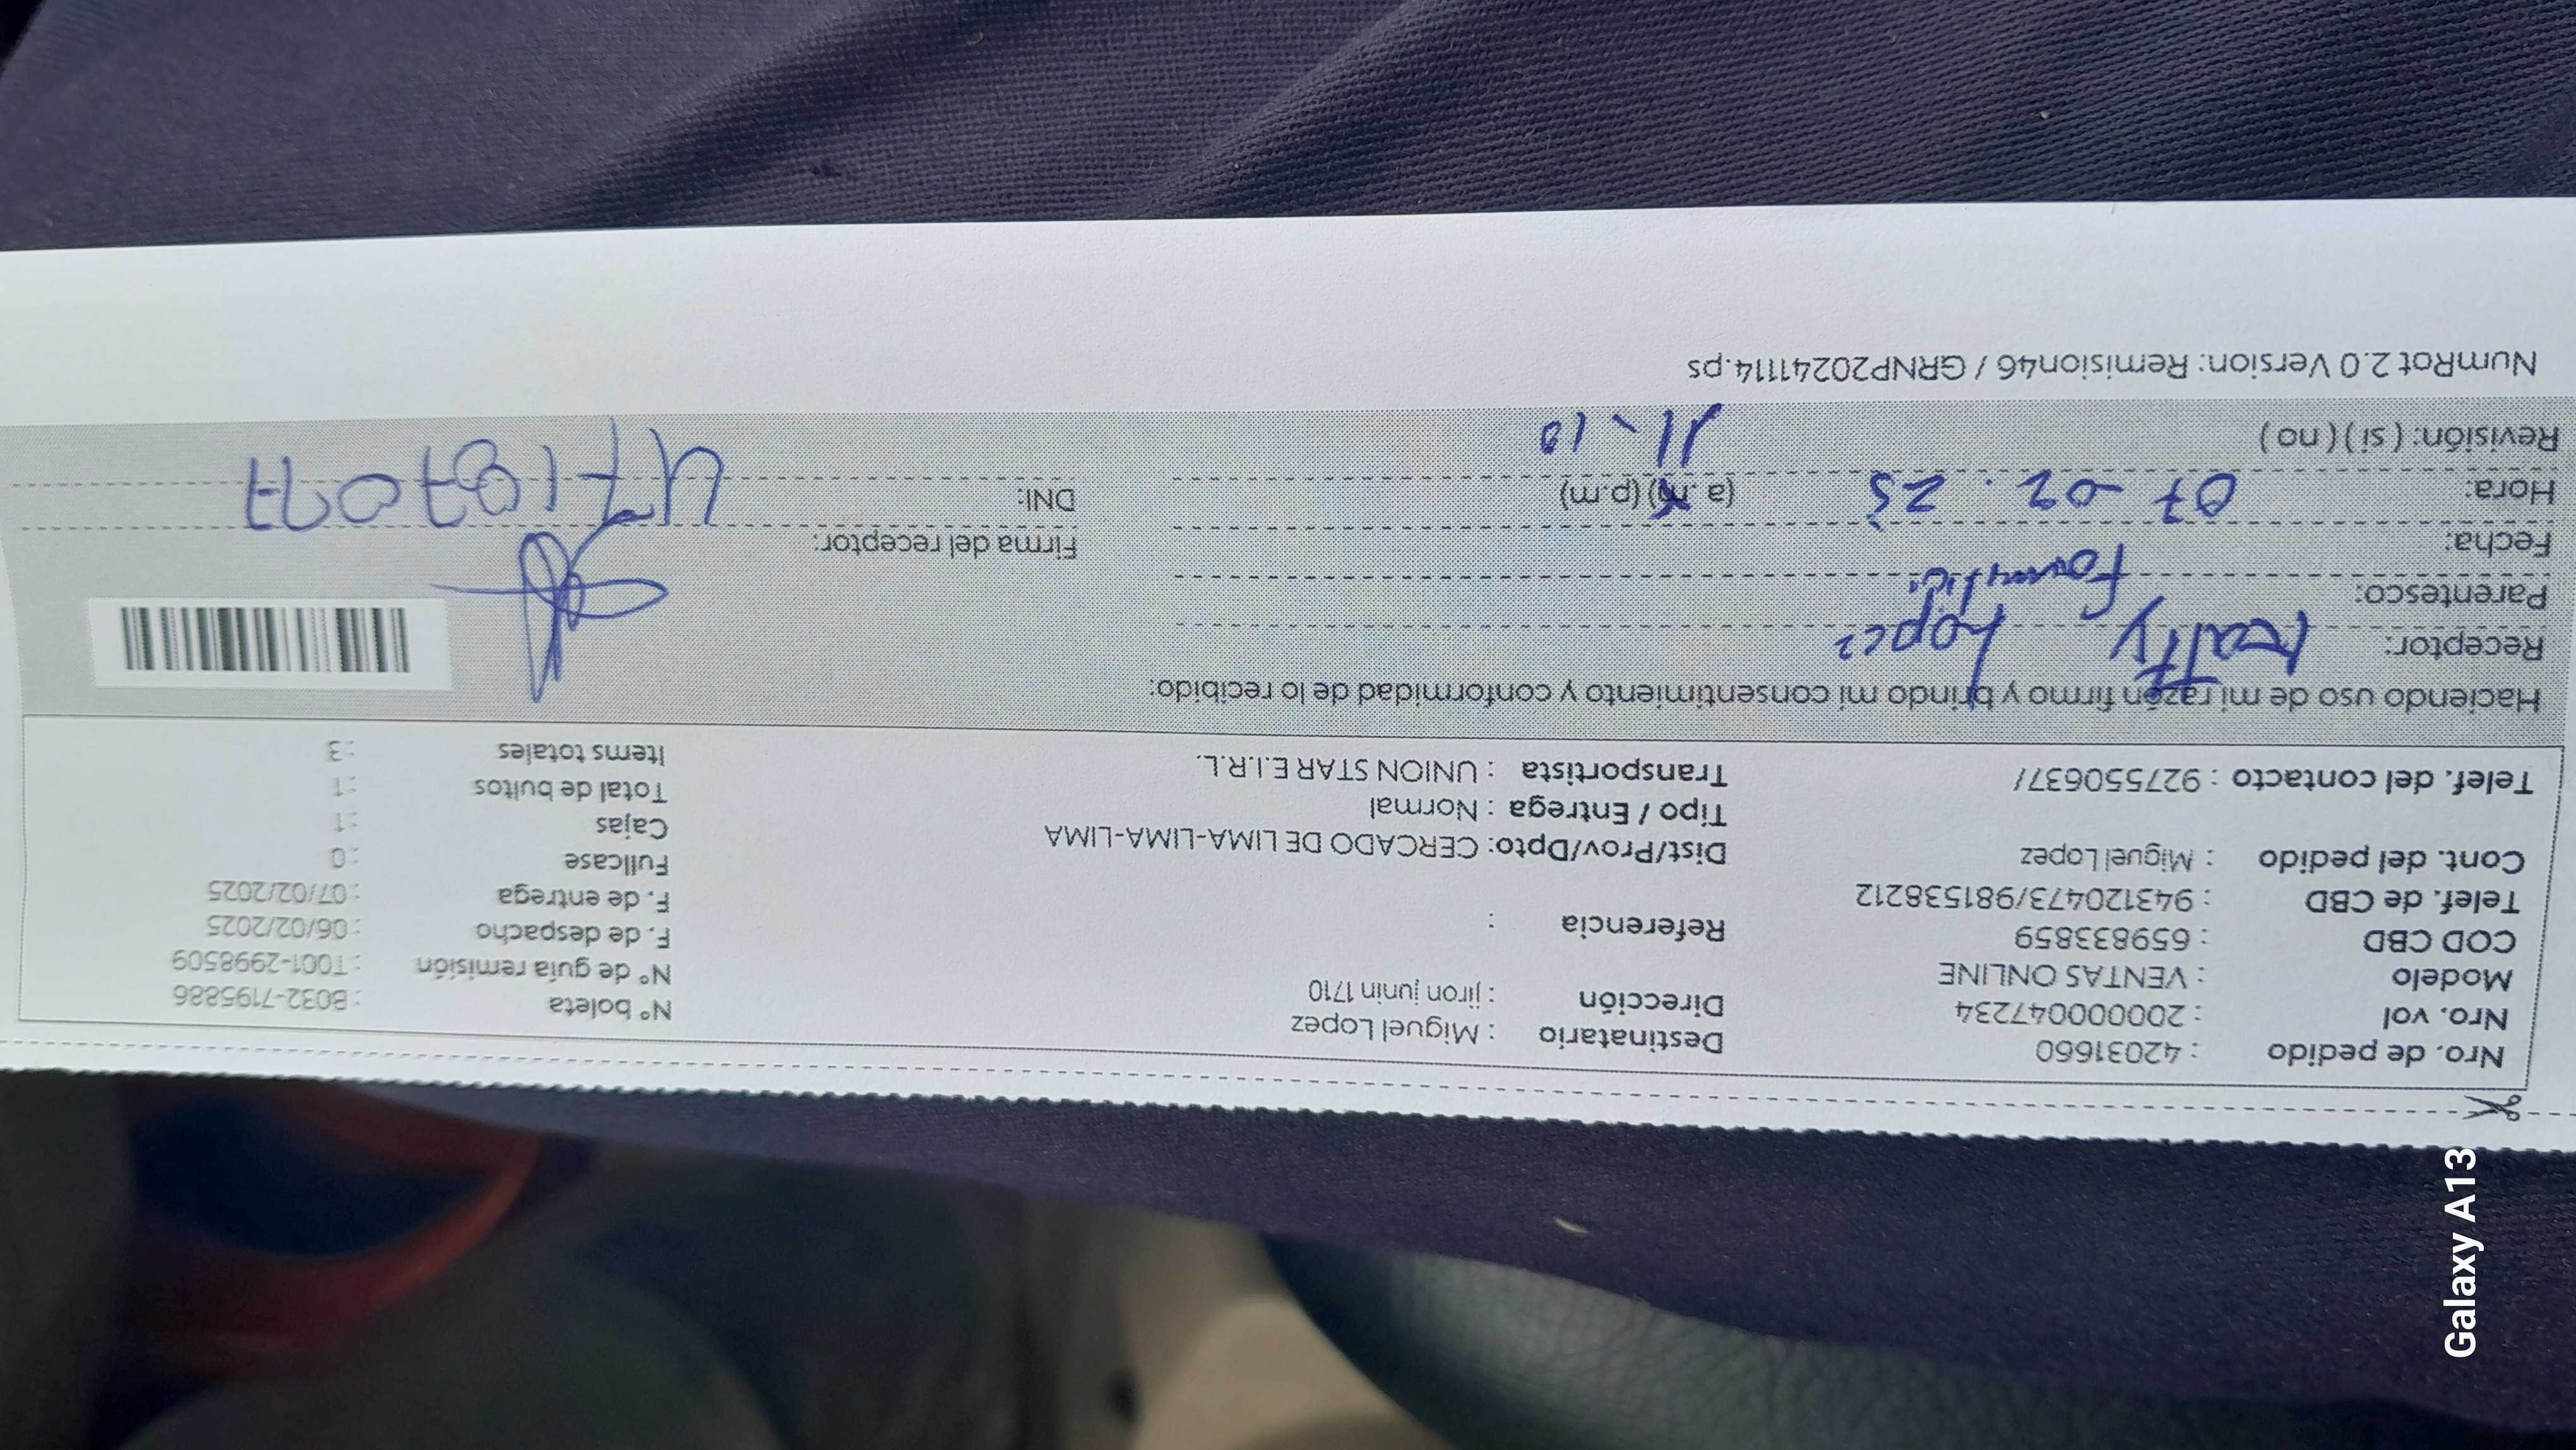 Nro. de pedido : 42031660 Destinatario : Miguel Lopez N° boleta : B032-7195886
Nro. vol : 20000047234 Dirección : jiron junin 1710 N° de guía remisión : T001-2998509
Modelo : VENTAS ONLINE F. de despacho : 06/02/2025
COD CBD : 659833859 Referencia : F. de entrega : 07/02/2025
Telef. de CBD : 943120473/981538212 Fullcase : 0
Cont. del pedido : Miguel Lopez Dist/Prov/Dpto: CERCADO DE LIMA-LIMA-LIMA Cajas : 1
Tipo / Entrega : Normal Total de bultos : 1
Telef. del contacto : 927550637/ Transportista : UNION STAR E.I.R.L. Items totales : 3
Haciendo uso de mi razón firmo y brindo mi consentimiento y conformidad de lo recibido:
Receptor: Katty Lopez
Parentesco: Familia
Fecha: 07-02.25 Firma del receptor:
Hora: (a.m) (p.m) DNI: 47187077
Revisión: ( si ) ( no ) 11.10
NumRot 2.0 Version: Remision46 / GRNP20241114.ps
Galaxy A13